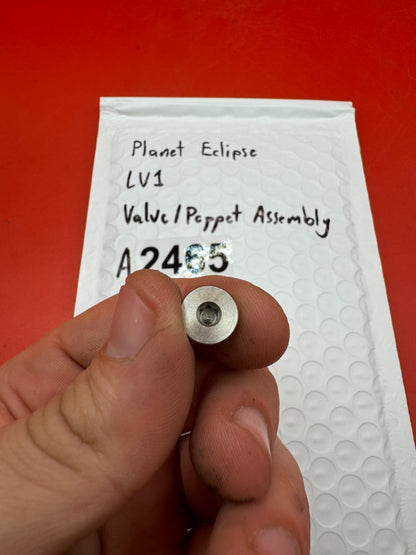 Planet Eclipse
LV1
Valve/Poppet Assembly
A2465